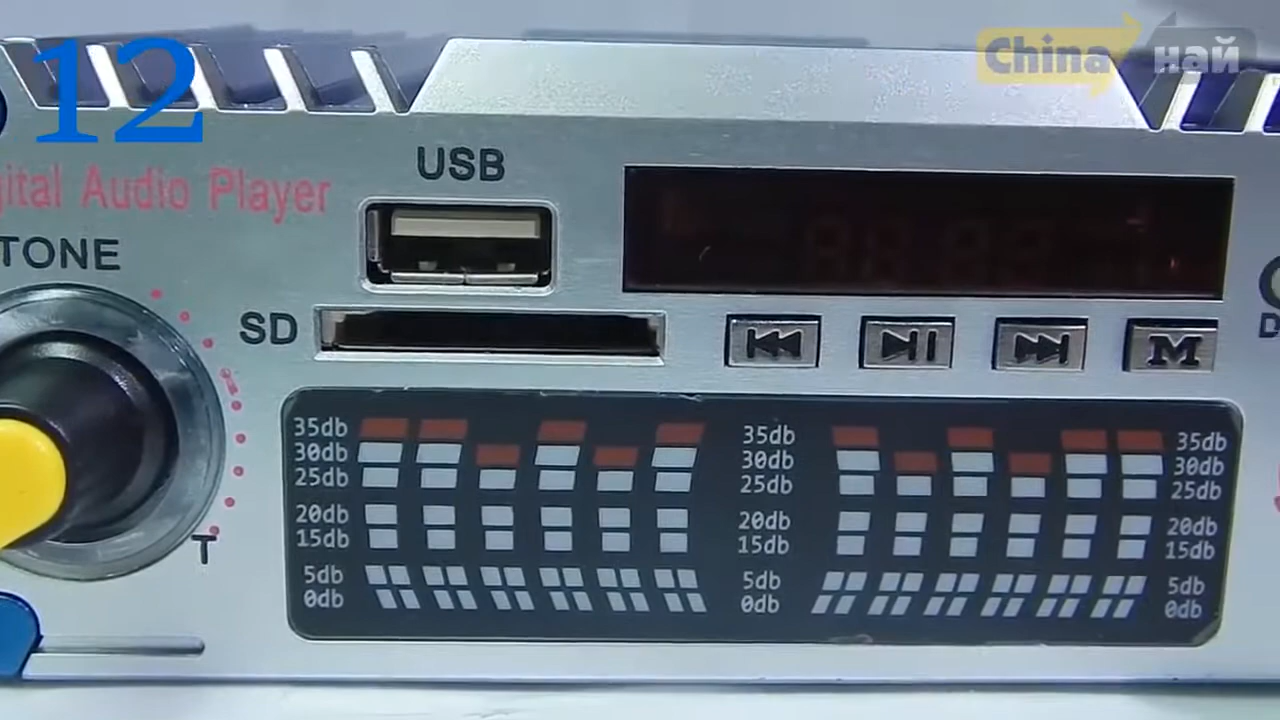 12
China най
gital Audio Player
USB
TONE
SD
M
T
35db 35db 35db
30db 30db 30db
25db 25db 25db
20db 20db 20db
15db 15db 15db
5db 5db 5db
0db 0db 0db